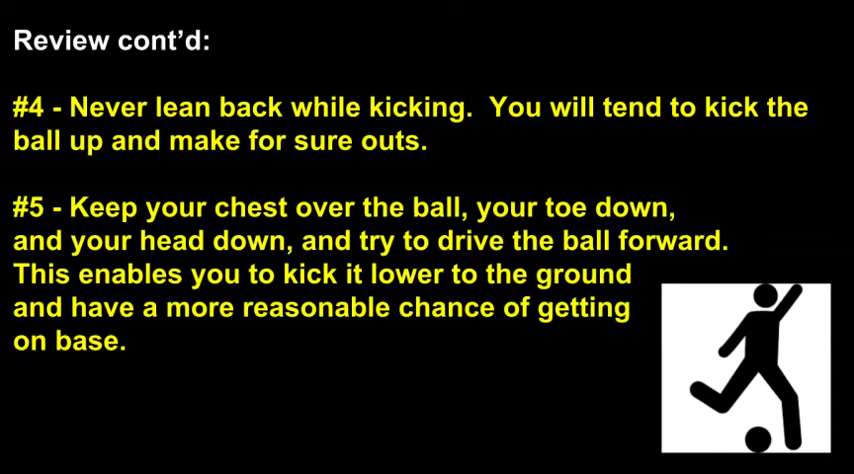 Review cont’d:
#4 - Never lean back while kicking.  You will tend to kick the
ball up and make for sure outs.
#5 - Keep your chest over the ball, your toe down,
and your head down, and try to drive the ball forward.
This enables you to kick it lower to the ground
and have a more reasonable chance of getting
on base.